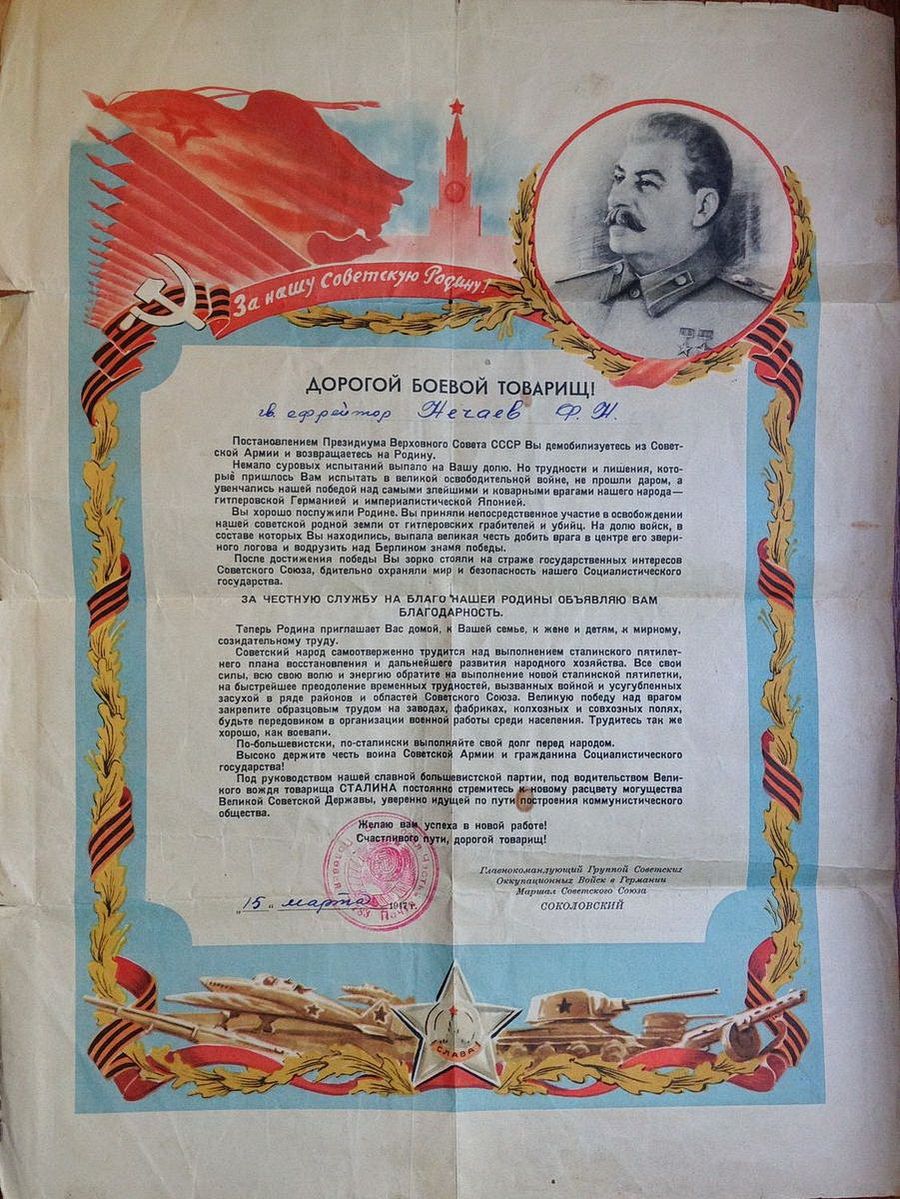 За нашу Советскую Родину!
ДОРОГОЙ БОЕВОЙ ТОВАРИЩ!
гв. ефрейтор Нечаев Ф. Н.
Постановлением Президиума Верховного Совета СССР Вы демобилизуетесь из Совет-
ской Армии и возвращаетесь на Родину.
Немало суровых испытаний выпало на Вашу долю. Но трудности и лишения, кото-
рые пришлось Вам испытать в великой освободительной войне, не прошли даром, а
увенчались нашей победой над самыми злейшими и коварными врагами нашего народа—
гитлеровской Германией и империалистической Японией.
Вы хорошо послужили Родине. Вы приняли непосредственное участие в освобождении
нашей советской родной земли от гитлеровских грабителей и убийц. На долю войск, в
составе которых Вы находились, выпала великая честь добить врага в центре его звери-
ного логова и водрузить над Берлином знамя победы.
После достижения победы Вы зорко стояли на страже государственных интересов
Советского Союза, бдительно охраняли мир и безопасность нашего Социалистического
государства.
ЗА ЧЕСТНУЮ СЛУЖБУ НА БЛАГО НАШЕЙ РОДИНЫ ОБЪЯВЛЯЮ ВАМ
БЛАГОДАРНОСТЬ.
Теперь Родина приглашает Вас домой, к Вашей семье, к жене и детям, к мирному,
созидательному труду.
Советский народ самоотверженно трудится над выполнением сталинского пятилет-
него плана восстановления и дальнейшего развития народного хозяйства. Все свои
силы, всю свою волю и энергию обратите на выполнение новой сталинской пятилетки,
на быстрейшее преодоление временных трудностей, вызванных войной и усугубленных
засухой в ряде районов и областей Советского Союза. Великую победу над врагом
закрепите образцовым трудом на заводах, фабриках, колхозных и совхозных полях,
будьте передовиком в организации военной работы среди населения. Трудитесь так же
хорошо, как воевали.
По-большевистски, по-сталински выполняйте свой долг перед народом.
Высоко держите честь воина Советской Армии и гражданина Социалистического
государства!
Под руководством нашей славной большевистской партии, под водительством Вели-
кого вождя товарища СТАЛИНА постоянно стремитесь к новому расцвету могущества
Великой Советской Державы, уверенно идущей по пути построения коммунистического
общества.
Желаю вам успеха в новой работе!
Счастливого пути, дорогой товарищ!
Главнокомандующий Группой Советских
Оккупационных Войск в Германии
Маршал Советского Союза
СОКОЛОВСКИЙ
„15„ марта 1947 г.
СЛАВА